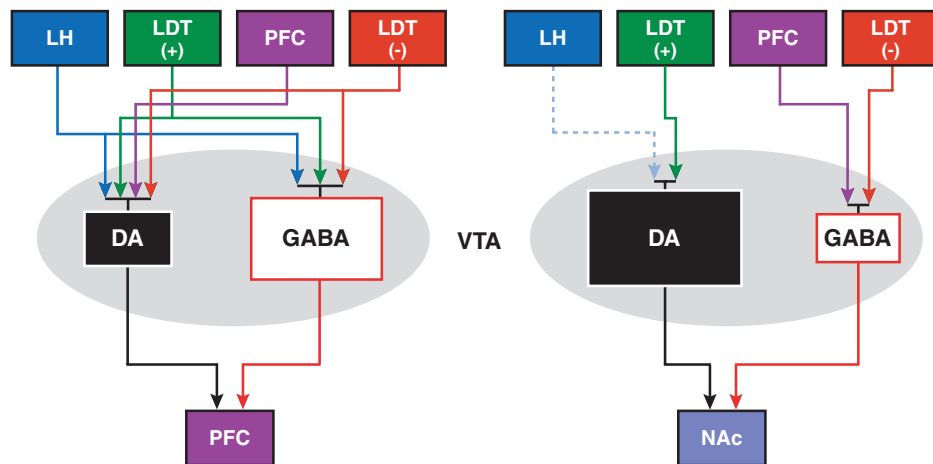 LH
LDT
(+)
PFC
LDT
(-)
LH
LDT
(+)
PFC
LDT
(-)
DA
GABA
VTA
DA
GABA
PFC
NAc